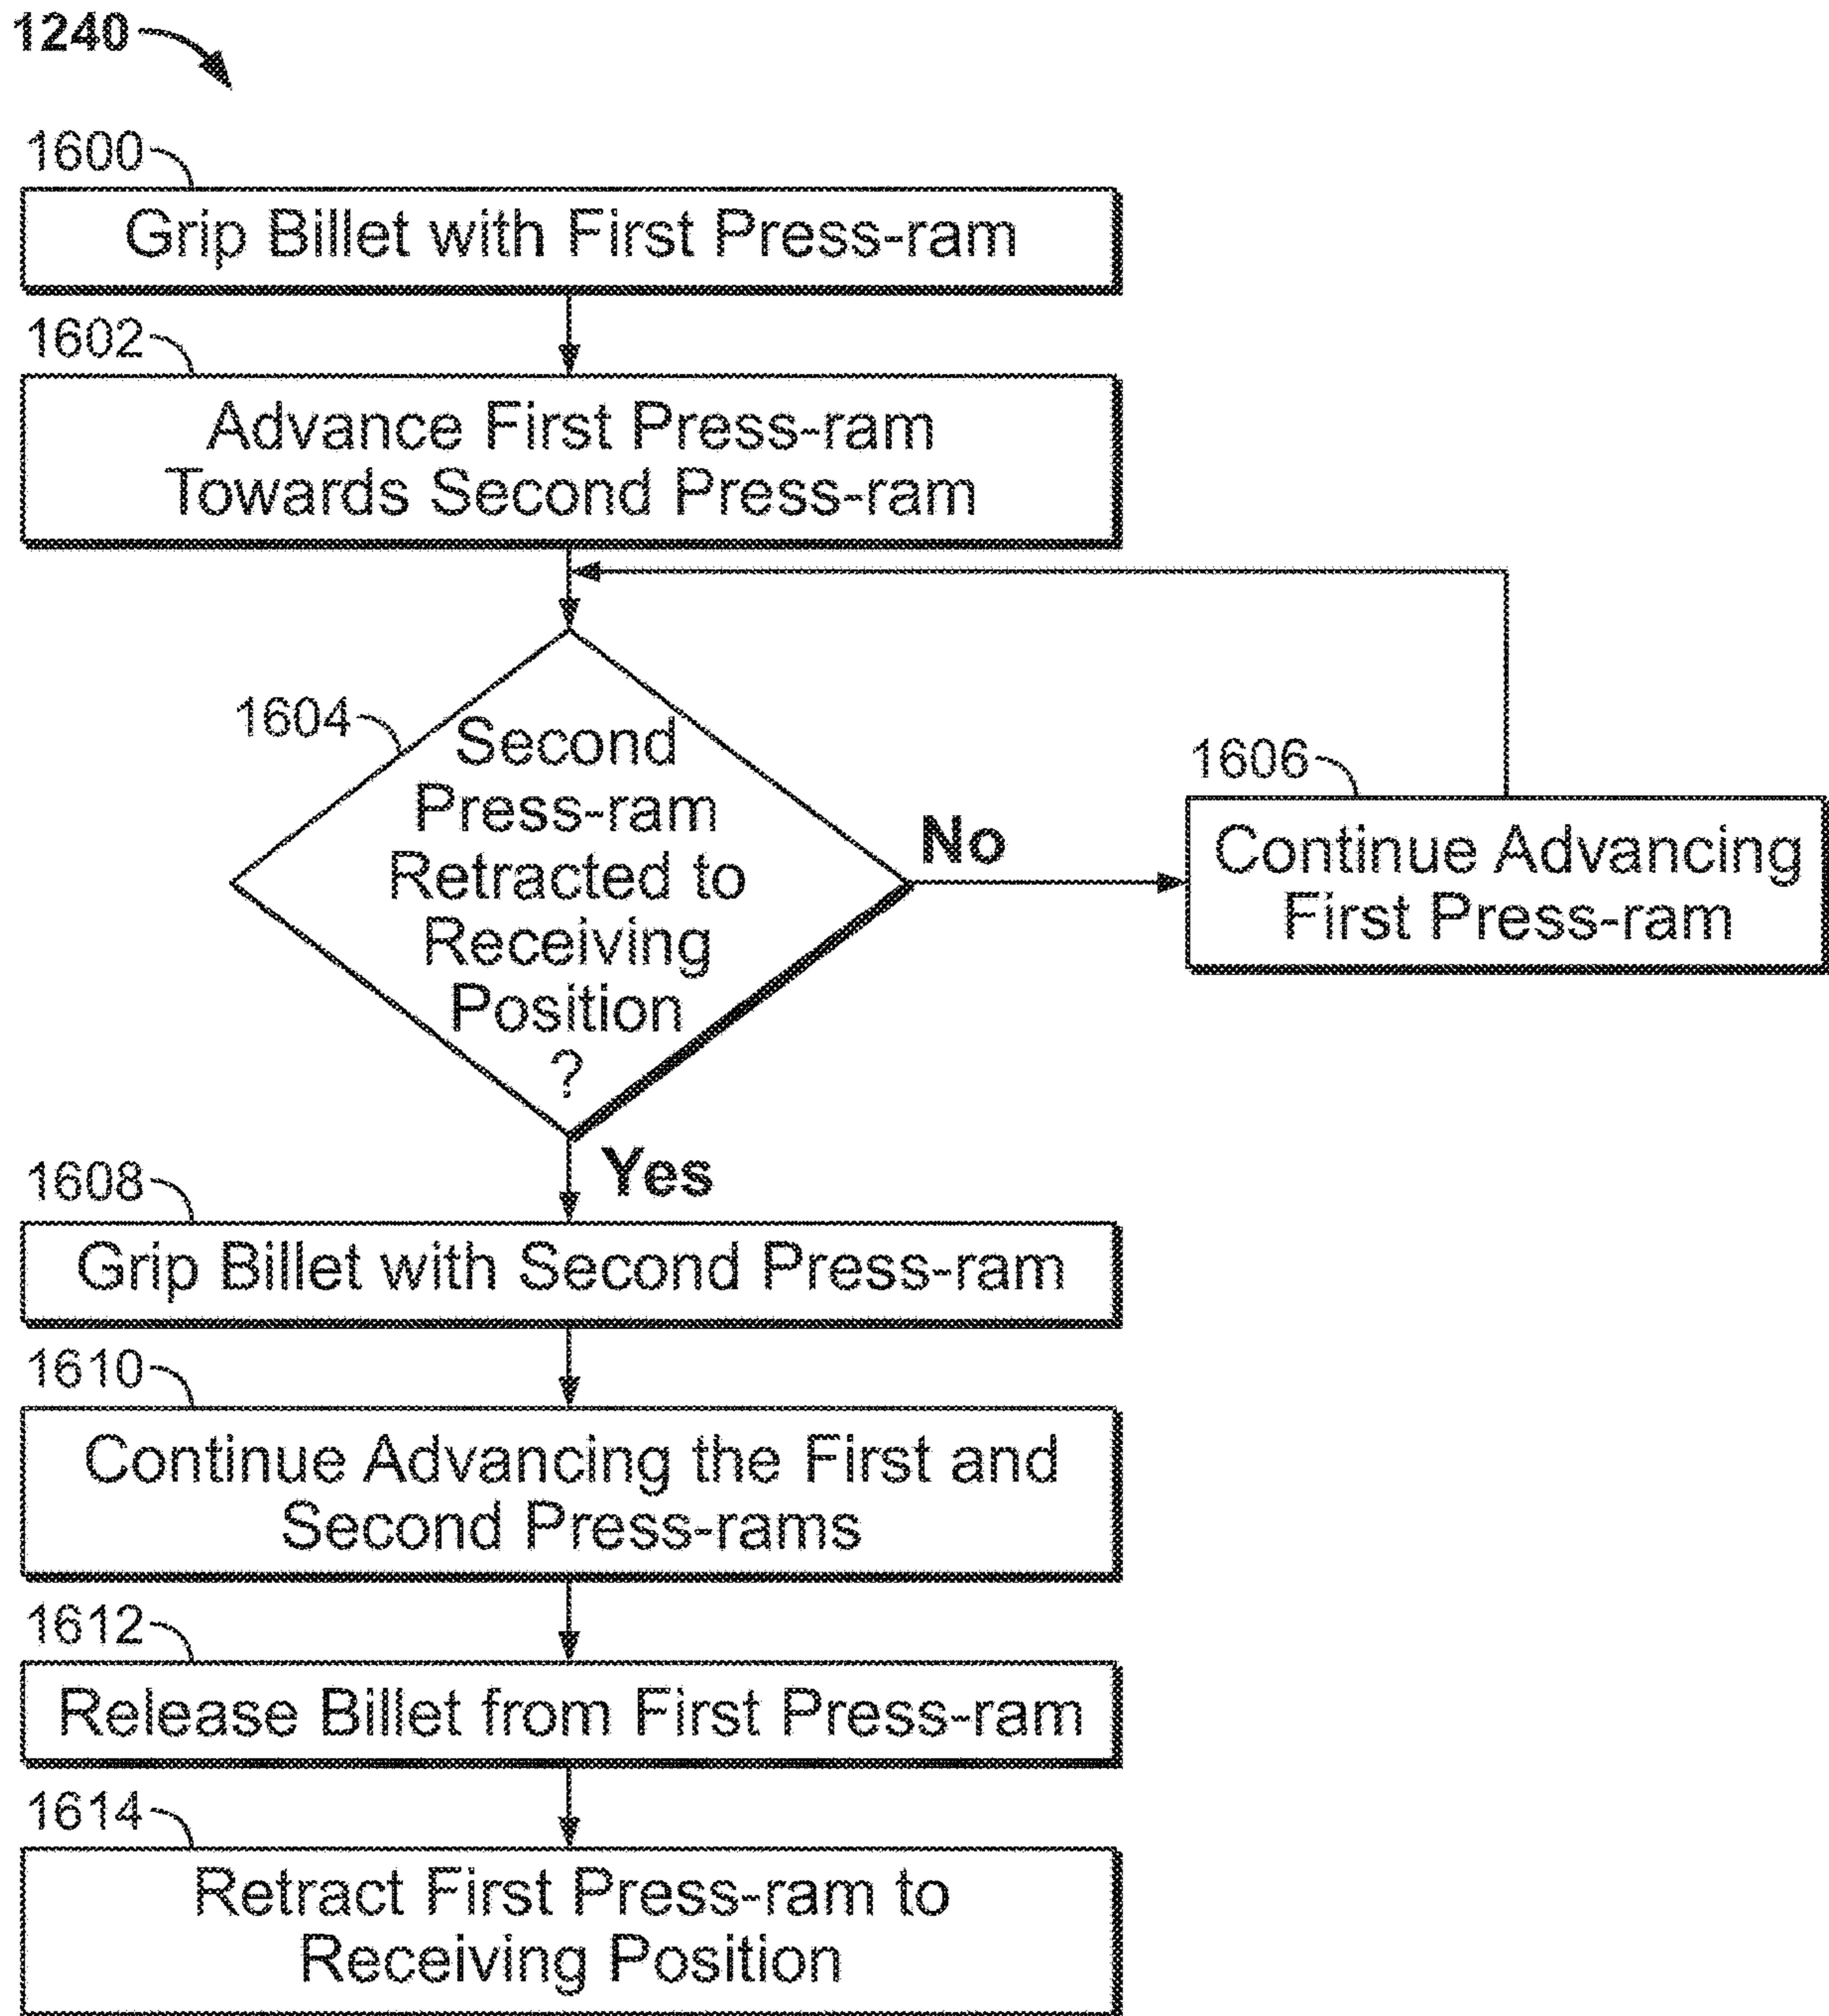 1240
1600
Grip Billet with First Press-ram
1602
Advance First Press-ram
Towards Second Press-ram
1604
Second
Press-ram
Retracted to
Receiving
Position
?
No
1606
Continue Advancing
First Press-ram
Yes
1608
Grip Billet with Second Press-ram
1610
Continue Advancing the First and
Second Press-rams
1612
Release Billet from First Press-ram
1614
Retract First Press-ram to
Receiving Position